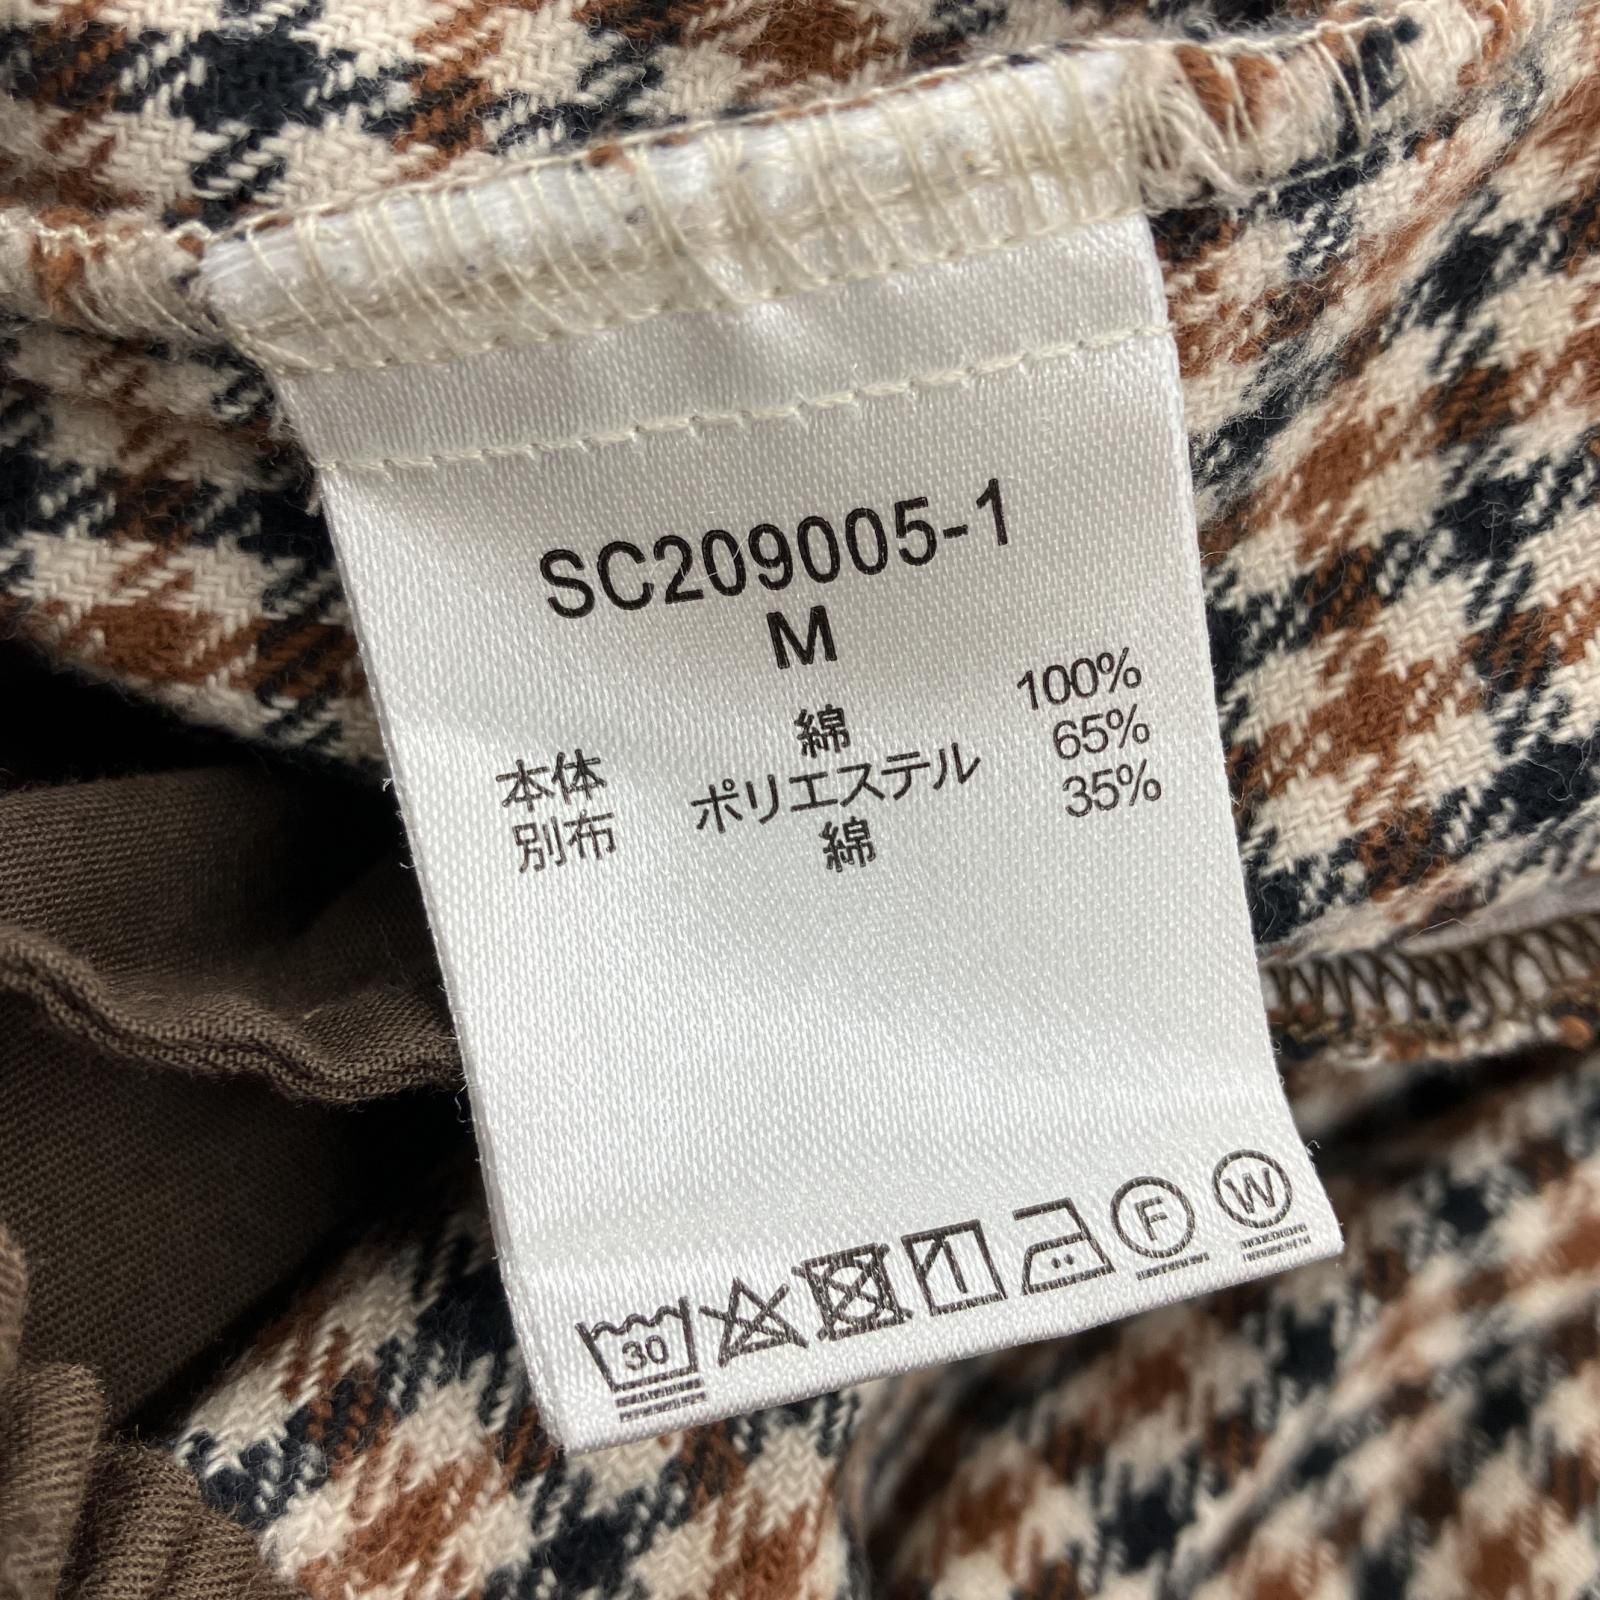 SC209005-1
M
本体 綿 100%
別布 ポリエステル 65%
綿 35%
30
F
W